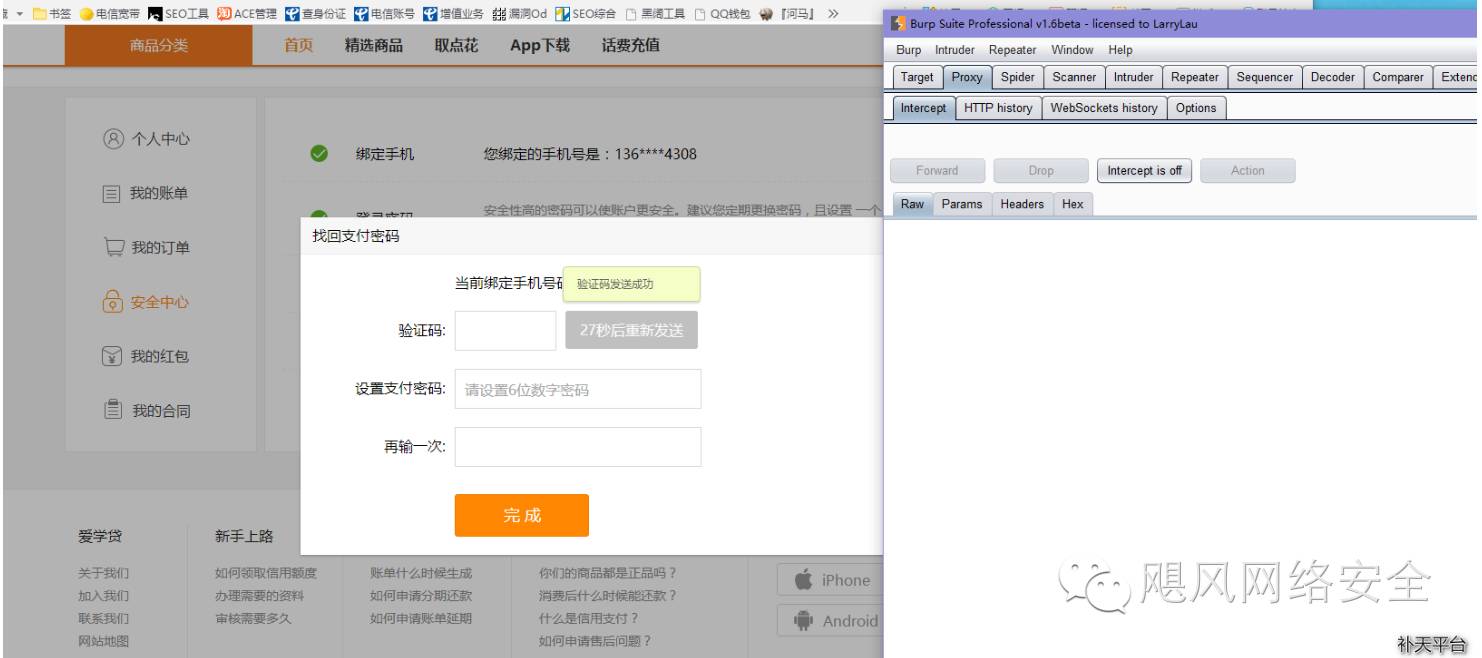 书签 电信宽带 SEO工具 ACE管理 查身份证 电信账号 增值业务 漏洞Od SEO综合 黑阔工具 QQ钱包 『河马』 »
商品分类 首页 精选商品 取点花 App下载 话费充值
个人中心
我的账单
我的订单
安全中心
我的红包
我的合同
绑定手机 您绑定的手机号是：136****4308
登录密码 安全性高的密码可以使账户更安全。建议您定期更换密码，且设置一个
找回支付密码
当前绑定手机号码 验证码发送成功
验证码: 27秒后重新发送
设置支付密码: 请设置6位数字密码
再输一次:
完成
爱学贷 新手上路
关于我们 如何领取信用额度 账单什么时候生成 你们的商品都是正品吗？
加入我们 办理需要的资料 如何申请分期还款 消费后什么时候能还款？
联系我们 审核需要多久 如何申请账单延期 什么是信用支付？
网站地图 如何申请售后问题？
iPhone
Android
Burp Suite Professional v1.6beta - licensed to LarryLau
Burp Intruder Repeater Window Help
Target Proxy Spider Scanner Intruder Repeater Sequencer Decoder Comparer Extend
Intercept HTTP history WebSockets history Options
Forward Drop Intercept is off Action
Raw Params Headers Hex
飓风网络安全
补天平台